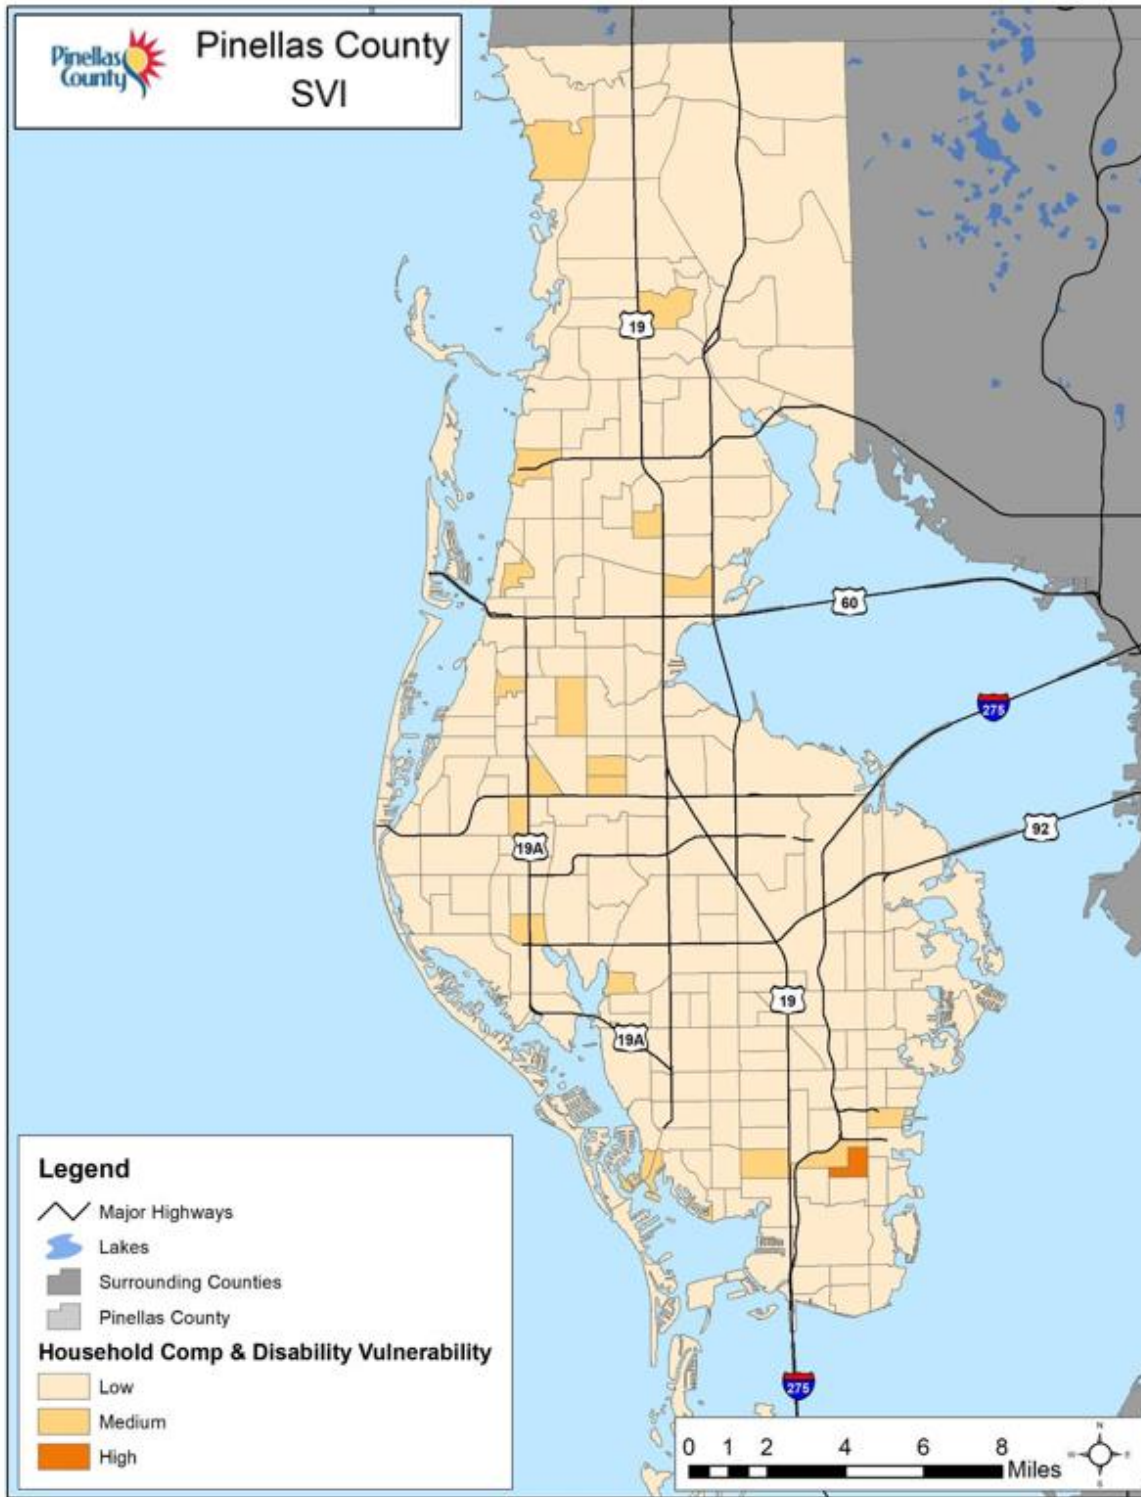 Pinellas
County
Pinellas County
SVI
19
60
275
92
19A
19
19A
275
Legend
Major Highways
Lakes
Surrounding Counties
Pinellas County
Household Comp & Disability Vulnerability
Low
Medium
High
0 1 2 4 6 8
Miles
N
W E
S